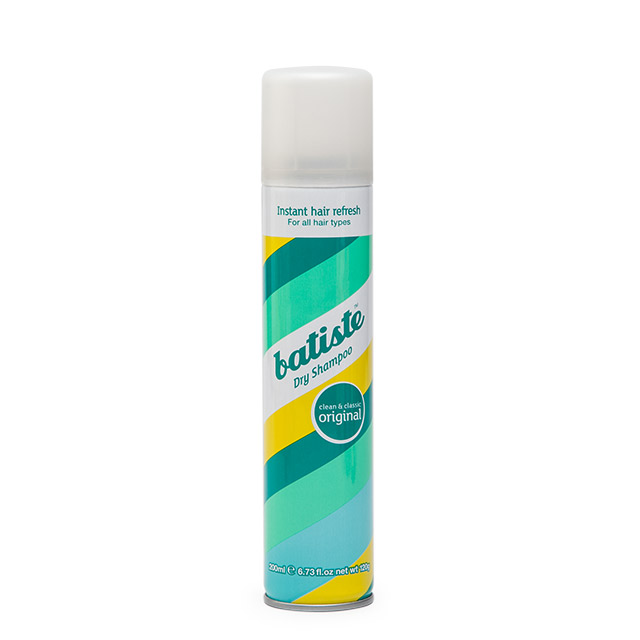 Instant hair refresh
For all hair types
batiste™
Dry Shampoo
clean & classic
original
200ml ℮ 6.73 fl.oz net wt 120g